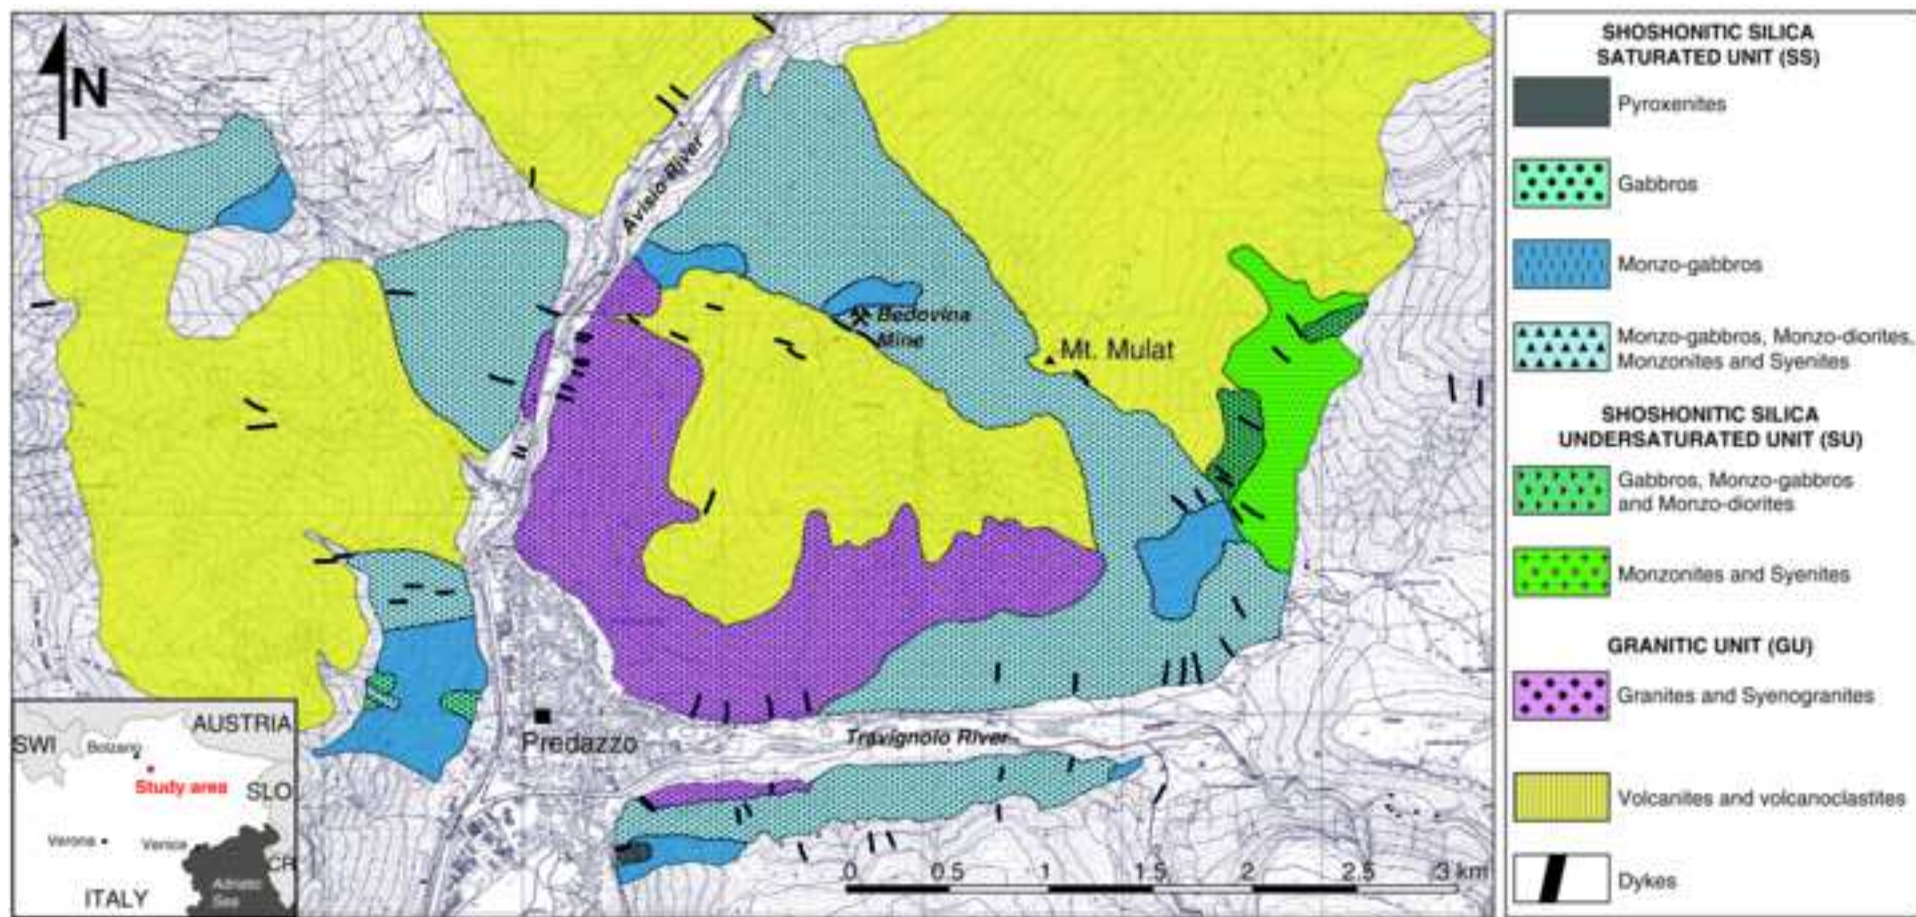 N
Avisio River
Bedovina
Mine
Mt. Mulat
Predazzo
Travignolo River
0
0.5
1
1.5
2
2.5
3 km
AUSTRIA
SWI
Bolzano
Study area
SLO
Verona
Venice
CR
Adriatic
Sea
ITALY
SHOSHONITIC SILICA
SATURATED UNIT (SS)
Pyroxenites
Gabbros
Monzo-gabbros
Monzo-gabbros, Monzo-diorites,
Monzonites and Syenites
SHOSHONITIC SILICA
UNDERSATURATED UNIT (SU)
Gabbros, Monzo-gabbros
and Monzo-diorites
Monzonites and Syenites
GRANITIC UNIT (GU)
Granites and Syenogranites
Volcanites and volcanoclastites
Dykes